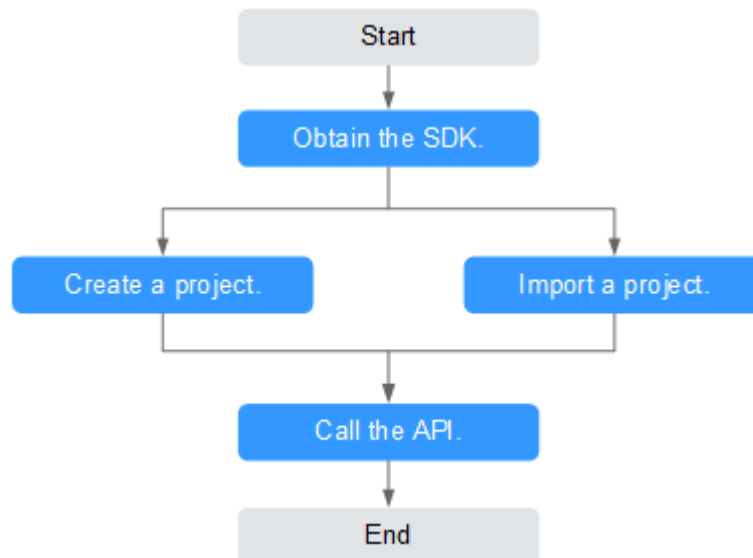 Start
Obtain the SDK.
Create a project.
Import a project.
Call the API.
End